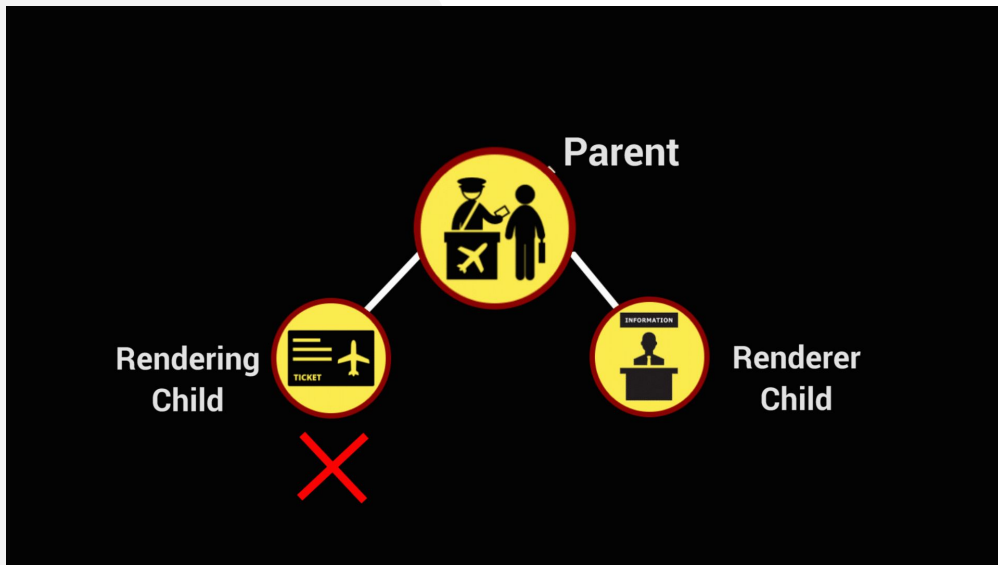 Parent
INFORMATION
TICKET
Rendering
Child
Renderer
Child